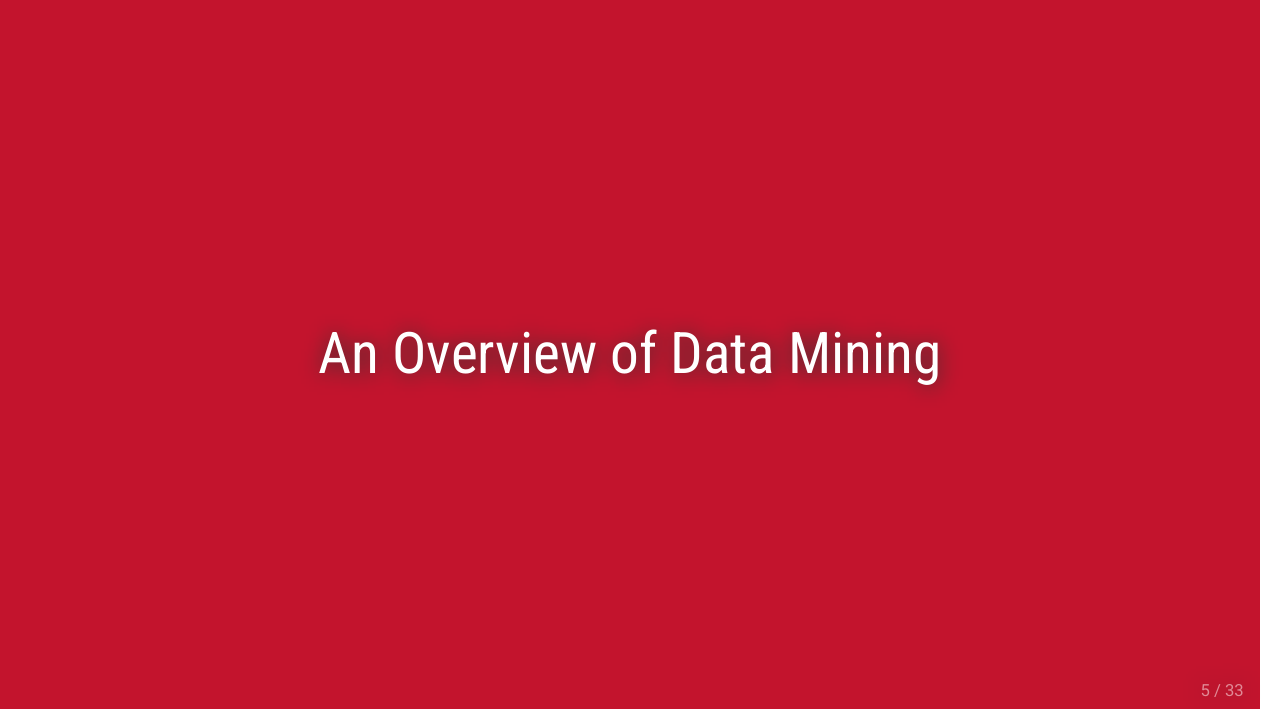 An Overview of Data Mining
5 / 33